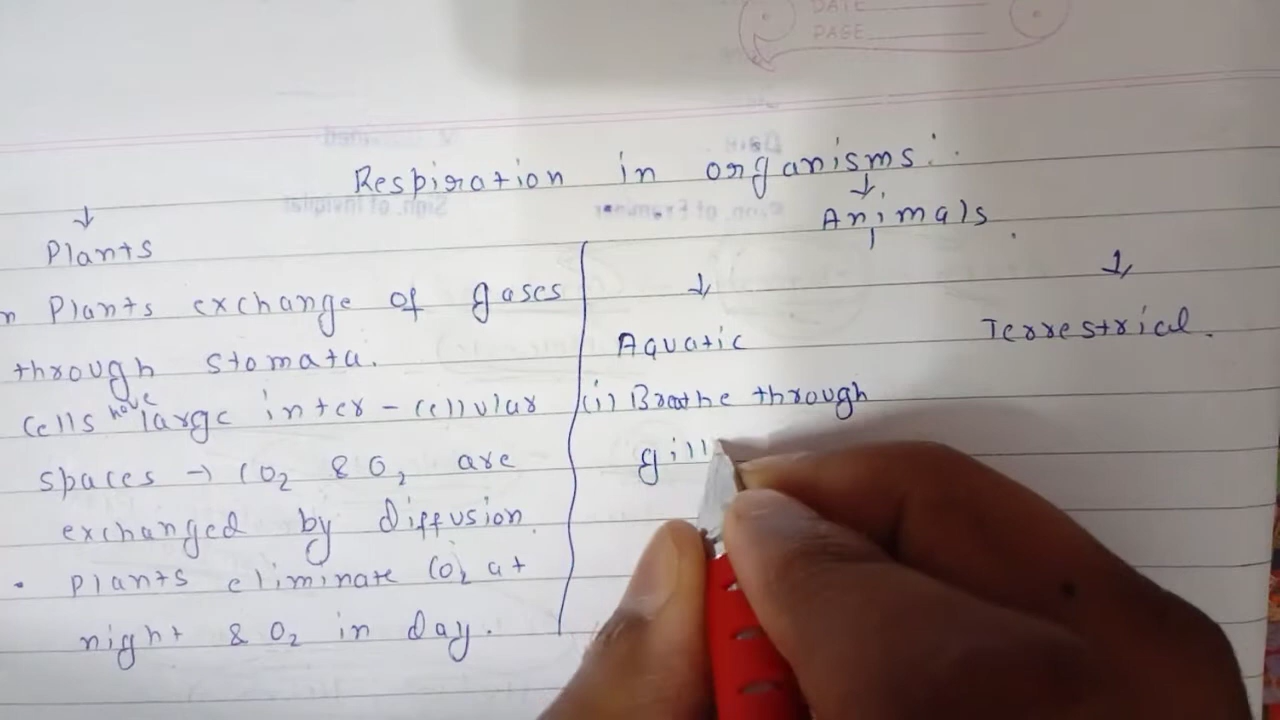 DATE
PAGE
Respiration in organisms:
↓
Plants
n Plants exchange of gases
through stomata.
Cells have large inter-cellular
spaces → CO2 & O2 are
exchanged by diffusion.
• Plants eliminate CO2 at
night & O2 in day.
↓
Animals
↓
Aquatic
(i) Breathe through
gill
↓
Terrestrial.